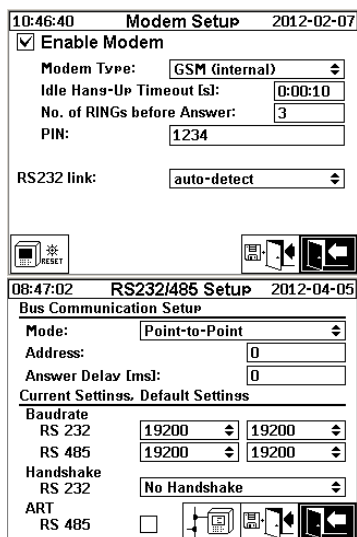 10:46:40 Modem Setup 2012-02-07
Enable Modem
Modem Type: GSM (internal)
Idle Hang-Up Timeout [s]: 0:00:10
No. of RINGs before Answer: 3
PIN: 1234
RS232 link: auto-detect
RESET
08:47:02 RS232/485 Setup 2012-04-05
Bus Communication Setup
Mode: Point-to-Point
Address: 0
Answer Delay [ms]: 0
Current Settings, Default Settings
Baudrate
RS 232 19200 19200
RS 485 19200 19200
Handshake
RS 232 No Handshake
ART
RS 485